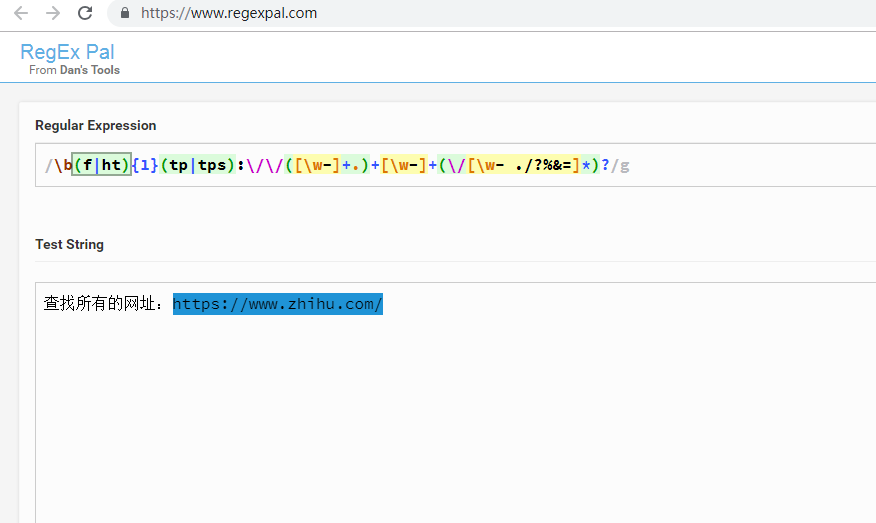 https://www.regexpal.com
RegEx Pal
From Dan's Tools
Regular Expression
/\b(f|ht){1}(tp|tps):\/\/([\w-]+.)+[\w-]+(\/[\w- ./?%&=]*)?/g
Test String
查找所有的网址：https://www.zhihu.com/